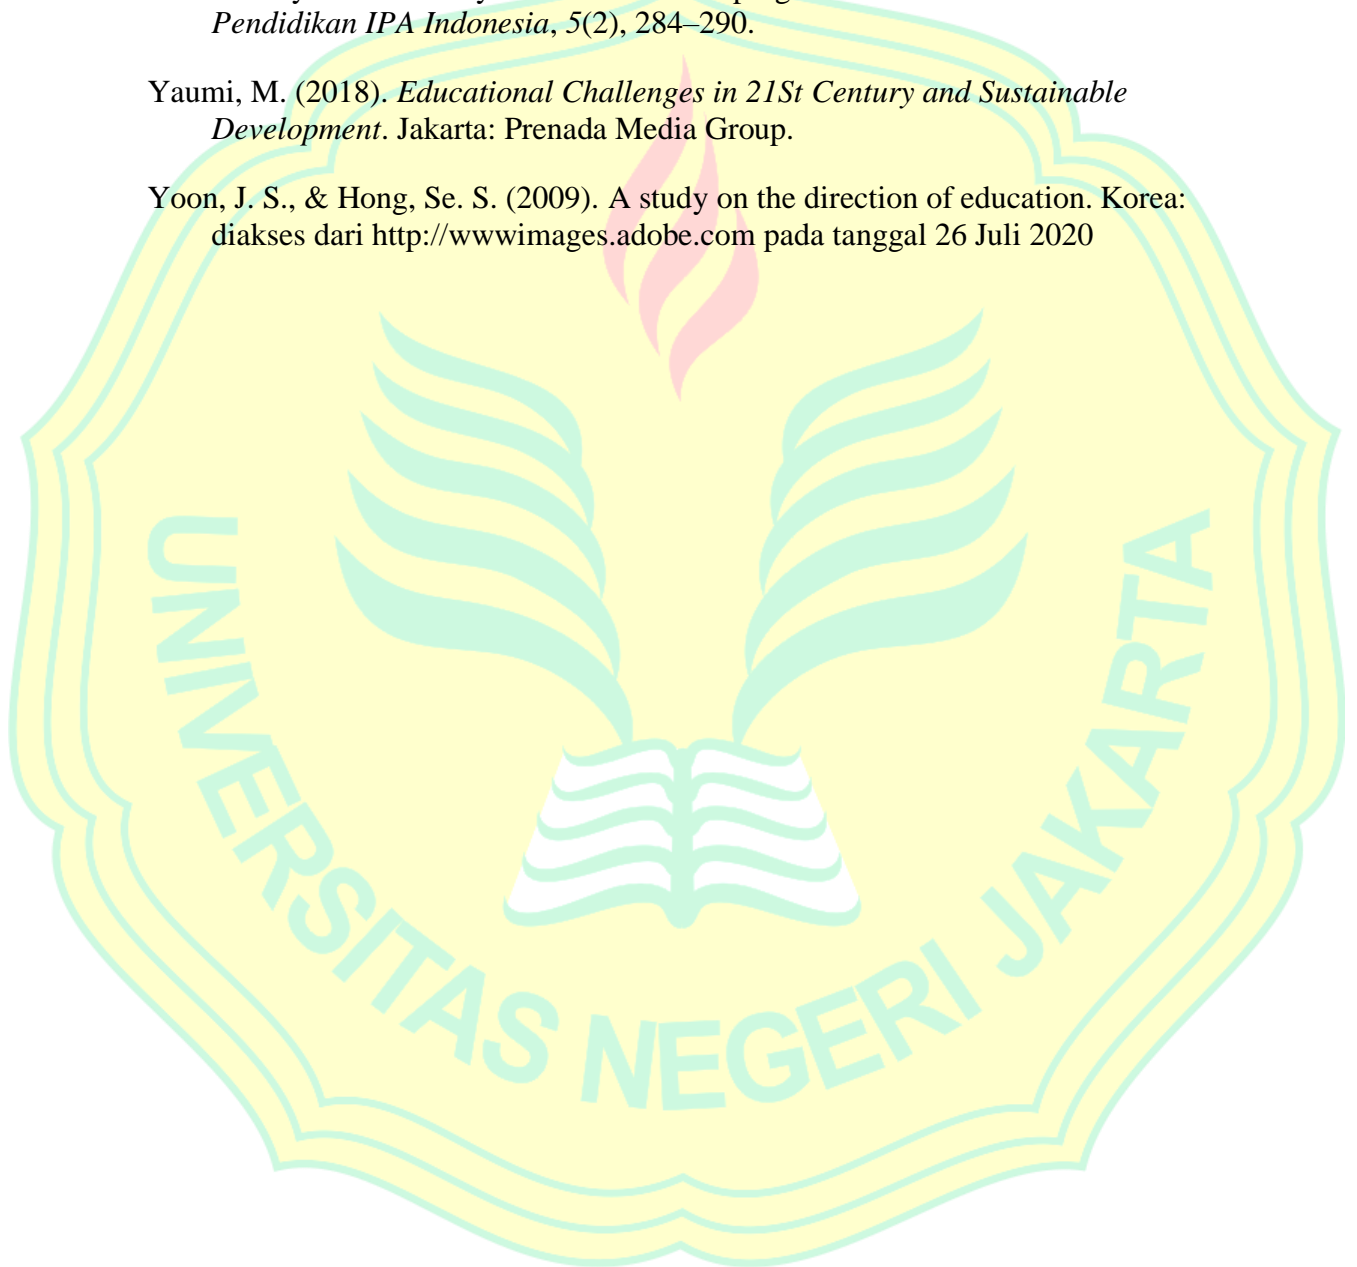 Pendidikan IPA Indonesia, 5(2), 284–290.
Yaumi, M. (2018). Educational Challenges in 21St Century and Sustainable
Development. Jakarta: Prenada Media Group.
Yoon, J. S., & Hong, Se. S. (2009). A study on the direction of education. Korea:
diakses dari http://wwwimages.adobe.com pada tanggal 26 Juli 2020
UNIVERSITAS NEGERI JAKARTA